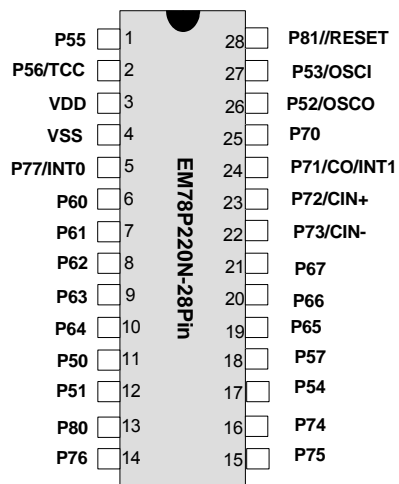 P55 1 28 P81//RESET
P56/TCC 2 27 P53/OSCI
VDD 3 26 P52/OSCO
VSS 4 25 P70
P77/INT0 5 24 P71/CO/INT1
P60 6 23 P72/CIN+
P61 7 22 P73/CIN-
P62 8 21 P67
P63 9 20 P66
P64 10 19 P65
P50 11 18 P57
P51 12 17 P54
P80 13 16 P74
P76 14 15 P75
EM78P220N-28Pin